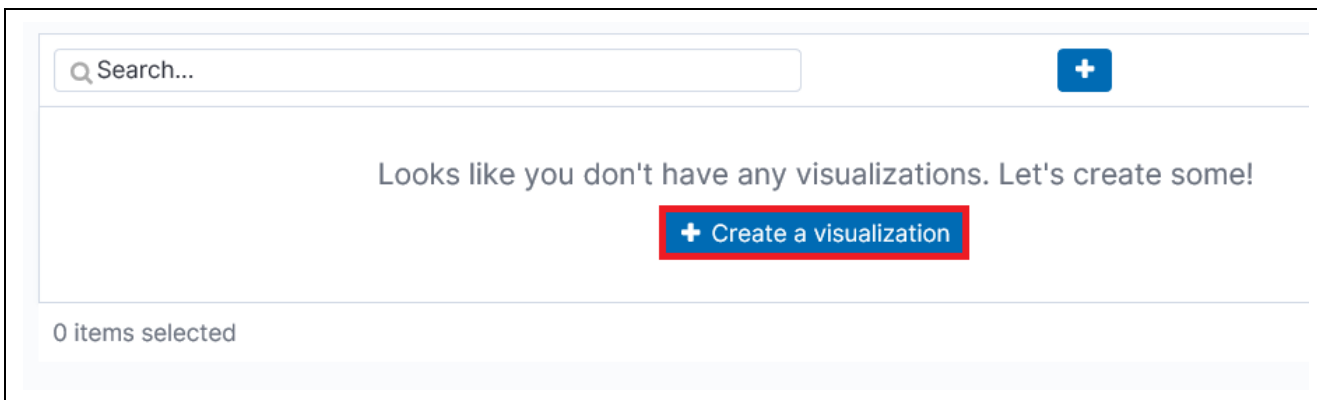 Search...
Looks like you don't have any visualizations. Let's create some!
Create a visualization
0 items selected